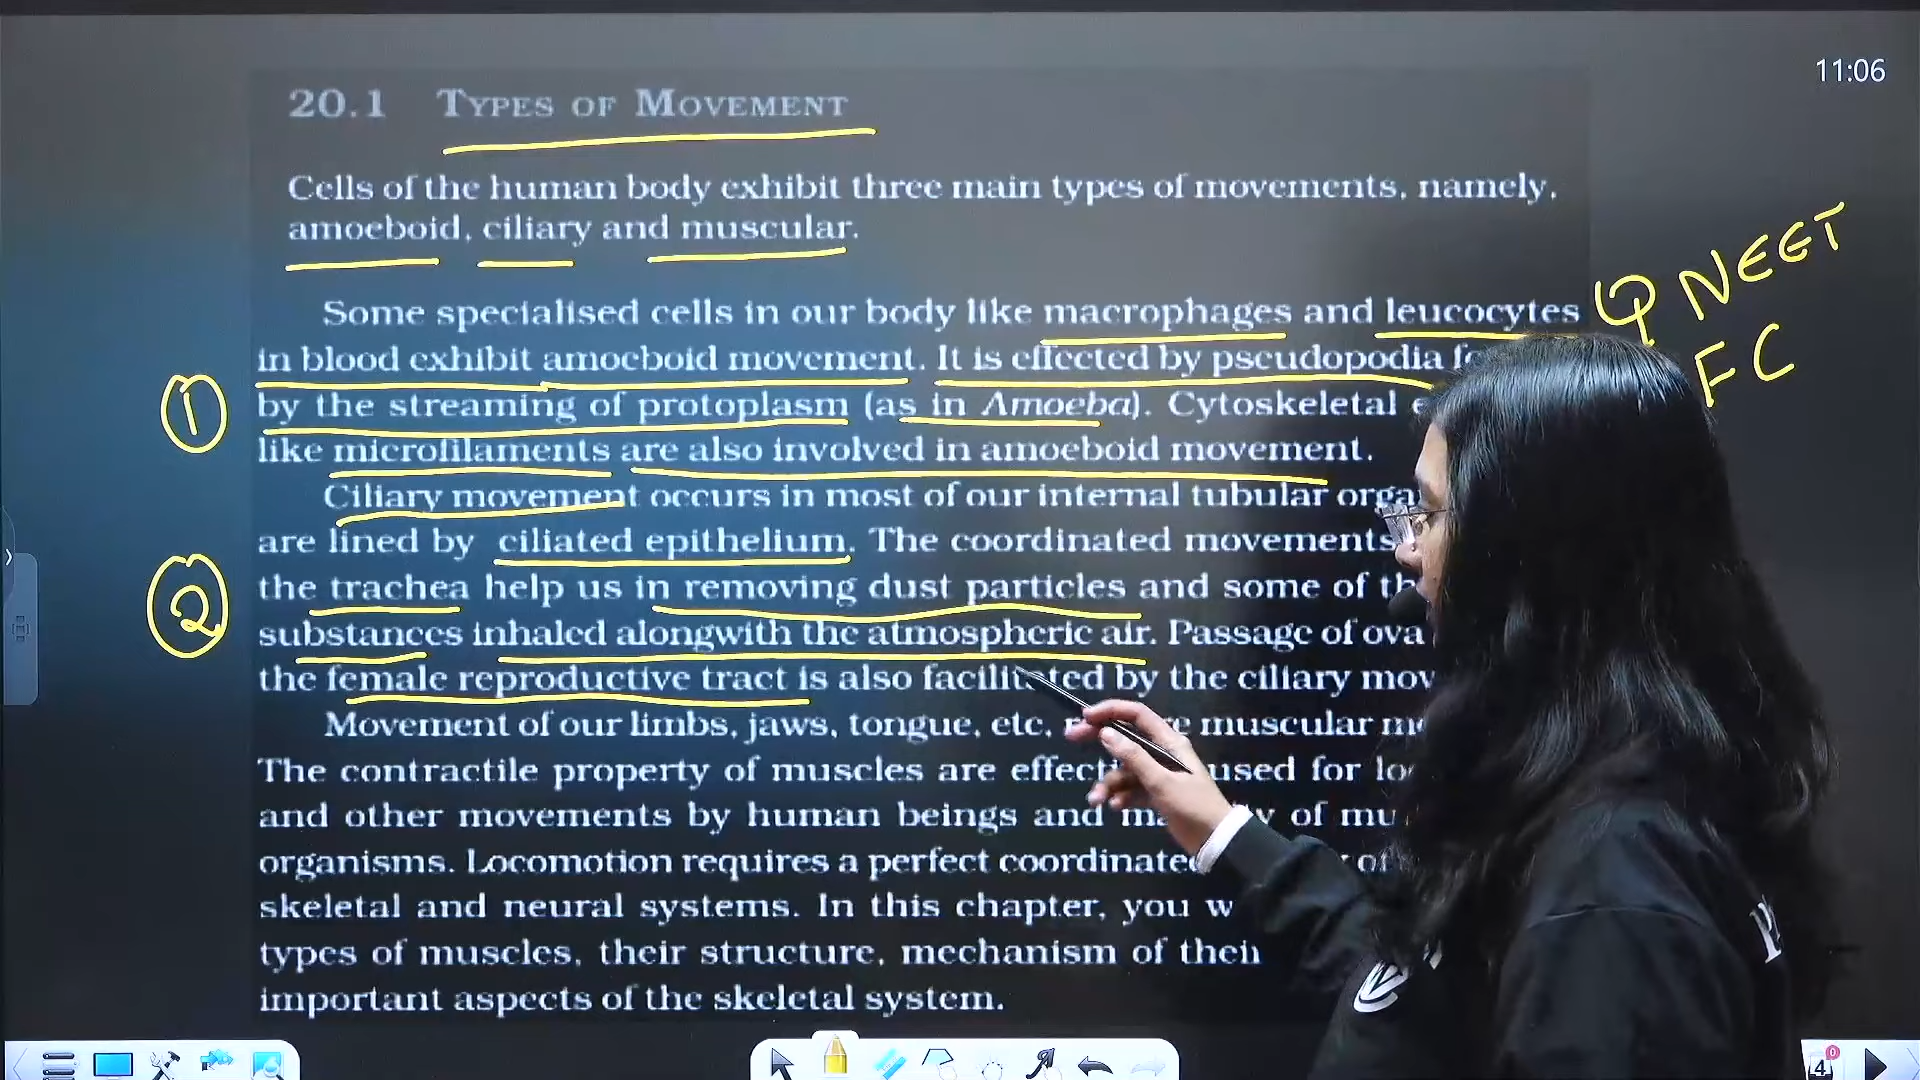 11:06
20.1 TYPES OF MOVEMENT
Cells of the human body exhibit three main types of movements, namely,
amoeboid, ciliary and muscular.
Some specialised cells in our body like macrophages and leucocytes
in blood exhibit amoeboid movement. It is effected by pseudopodia
by the streaming of protoplasm (as in Amoeba). Cytoskeletal
like microfilaments are also involved in amoeboid movement.
Ciliary movement occurs in most of our internal tubular
are lined by ciliated epithelium. The coordinated movements
the trachea help us in removing dust particles and some of
substances inhaled alongwith the atmospheric air. Passage of ova
the female reproductive tract is also facilitated by the ciliary
Movement of our limbs, jaws, tongue, etc, muscular
The contractile property of muscles are used for
and other movements by human beings and of
organisms. Locomotion requires a perfect coordinated
skeletal and neural systems. In this chapter, you
types of muscles, their structure, mechanism of
important aspects of the skeletal system.
Q NEET
FC
1
2
4
0